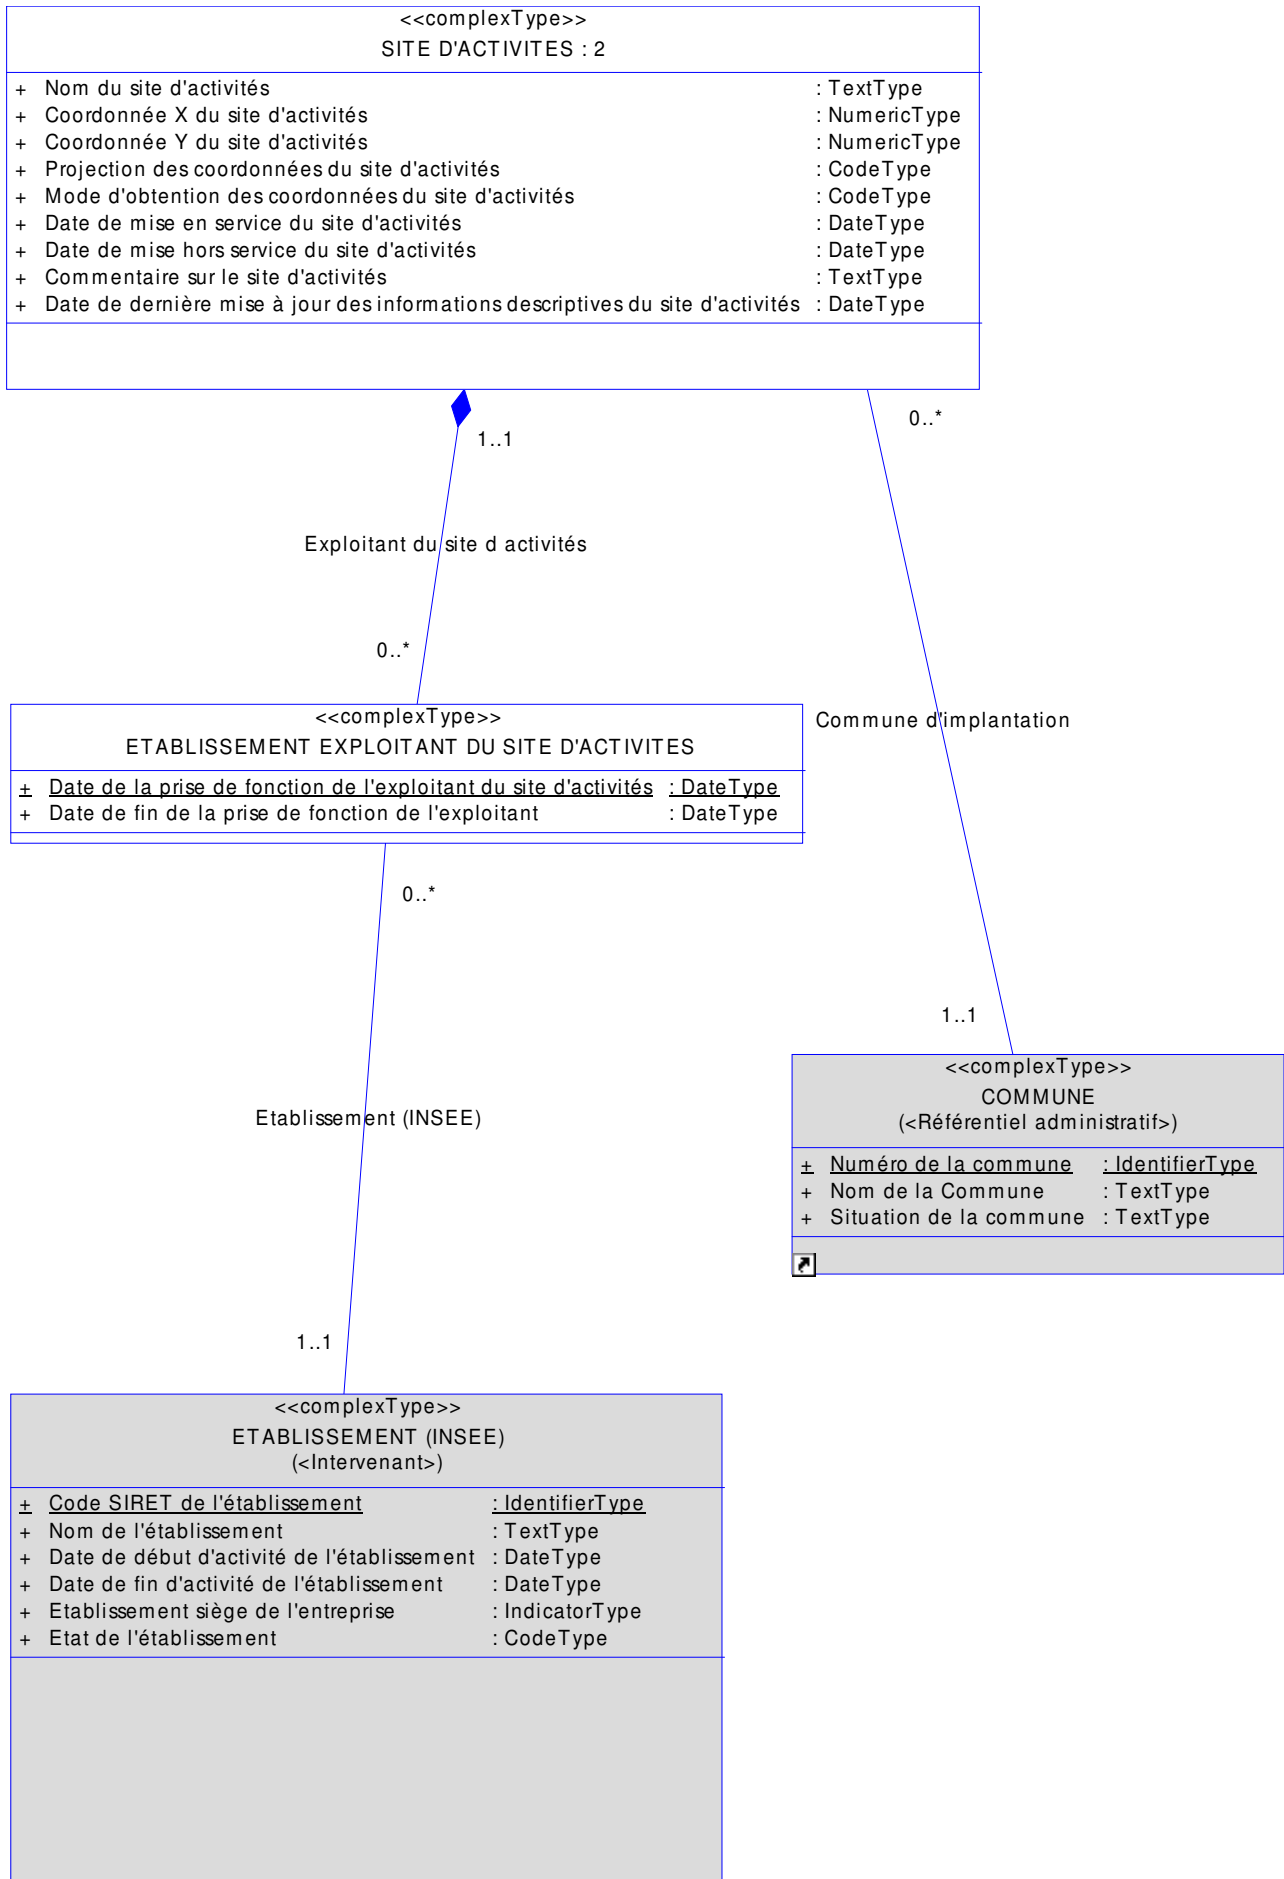 <<complexType>>
SITE D'ACTIVITES : 2
+ Nom du site d'activités : TextType
+ Coordonnée X du site d'activités : NumericType
+ Coordonnée Y du site d'activités : NumericType
+ Projection des coordonnées du site d'activités : CodeType
+ Mode d'obtention des coordonnées du site d'activités : CodeType
+ Date de mise en service du site d'activités : DateType
+ Date de mise hors service du site d'activités : DateType
+ Commentaire sur le site d'activités : TextType
+ Date de dernière mise à jour des informations descriptives du site d'activités : DateType
0..*
1..1
Exploitant du site d activités
0..*
<<complexType>>
ETABLISSEMENT EXPLOITANT DU SITE D'ACTIVITES
+ Date de la prise de fonction de l'exploitant du site d'activités : DateType
+ Date de fin de la prise de fonction de l'exploitant : DateType
Commune d'implantation
0..*
1..1
<<complexType>>
COMMUNE
(<Référentiel administratif>)
+ Numéro de la commune : IdentifierType
+ Nom de la Commune : TextType
+ Situation de la commune : TextType
Etablissement (INSEE)
1..1
<<complexType>>
ETABLISSEMENT (INSEE)
(<Intervenant>)
+ Code SIRET de l'établissement : IdentifierType
+ Nom de l'établissement : TextType
+ Date de début d'activité de l'établissement : DateType
+ Date de fin d'activité de l'établissement : DateType
+ Etablissement siège de l'entreprise : IndicatorType
+ Etat de l'établissement : CodeType